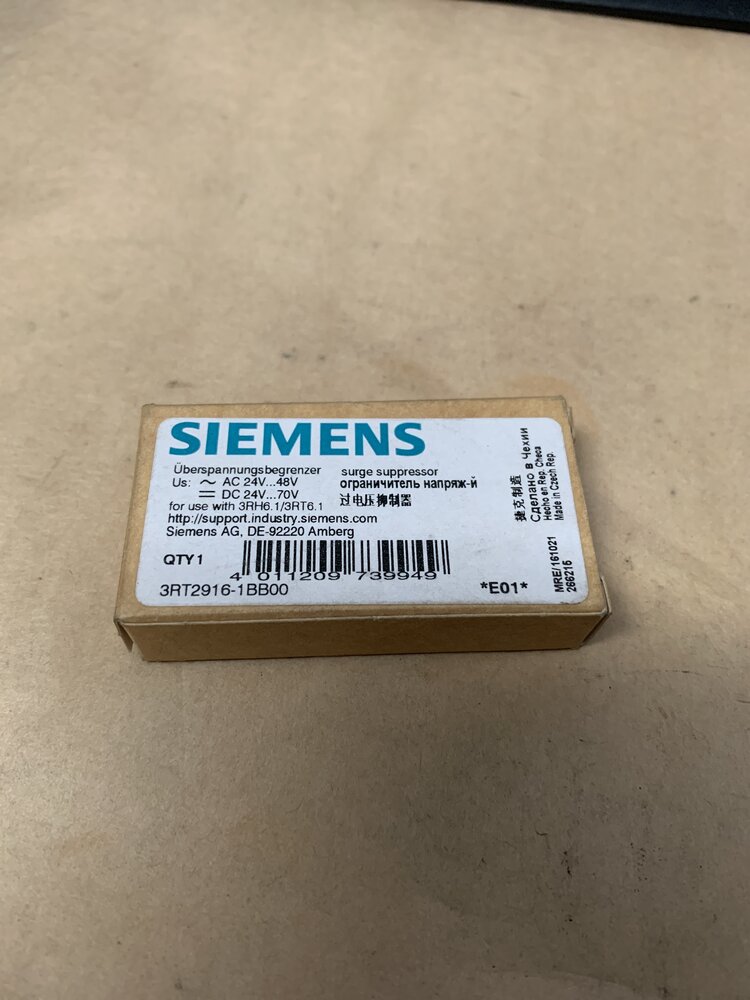 SIEMENS
Überspannungsbegrenzer
surge suppressor
Us: ~ AC 24V...48V
ограничитель напряж-й
= DC 24V...70V
过电压抑制器
for use with 3RH6.1/3RT6.1
http://support.industry.siemens.com
Siemens AG, DE-92220 Amberg
QTY 1
4 011209 739949
3RT2916-1BB00
*E01*
捷克制造
Сделано в Чехии
Hecho en Rep. Checa
Made in Czech Rep.
MRE/161021
266215